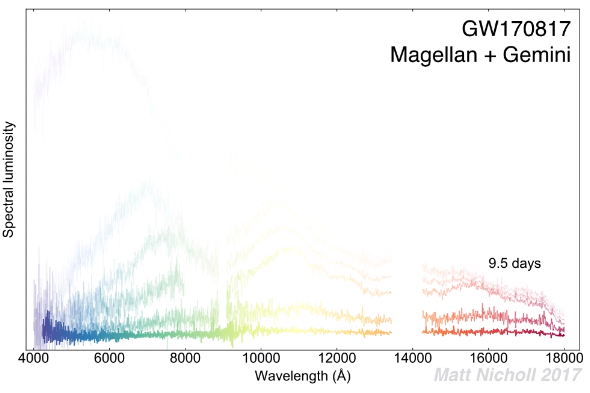 GW170817
Magellan + Gemini
Spectral luminosity
9.5 days
4000 6000 8000 10000 12000 14000 16000 18000
Wavelength (Å)
Matt Nicholl 2017